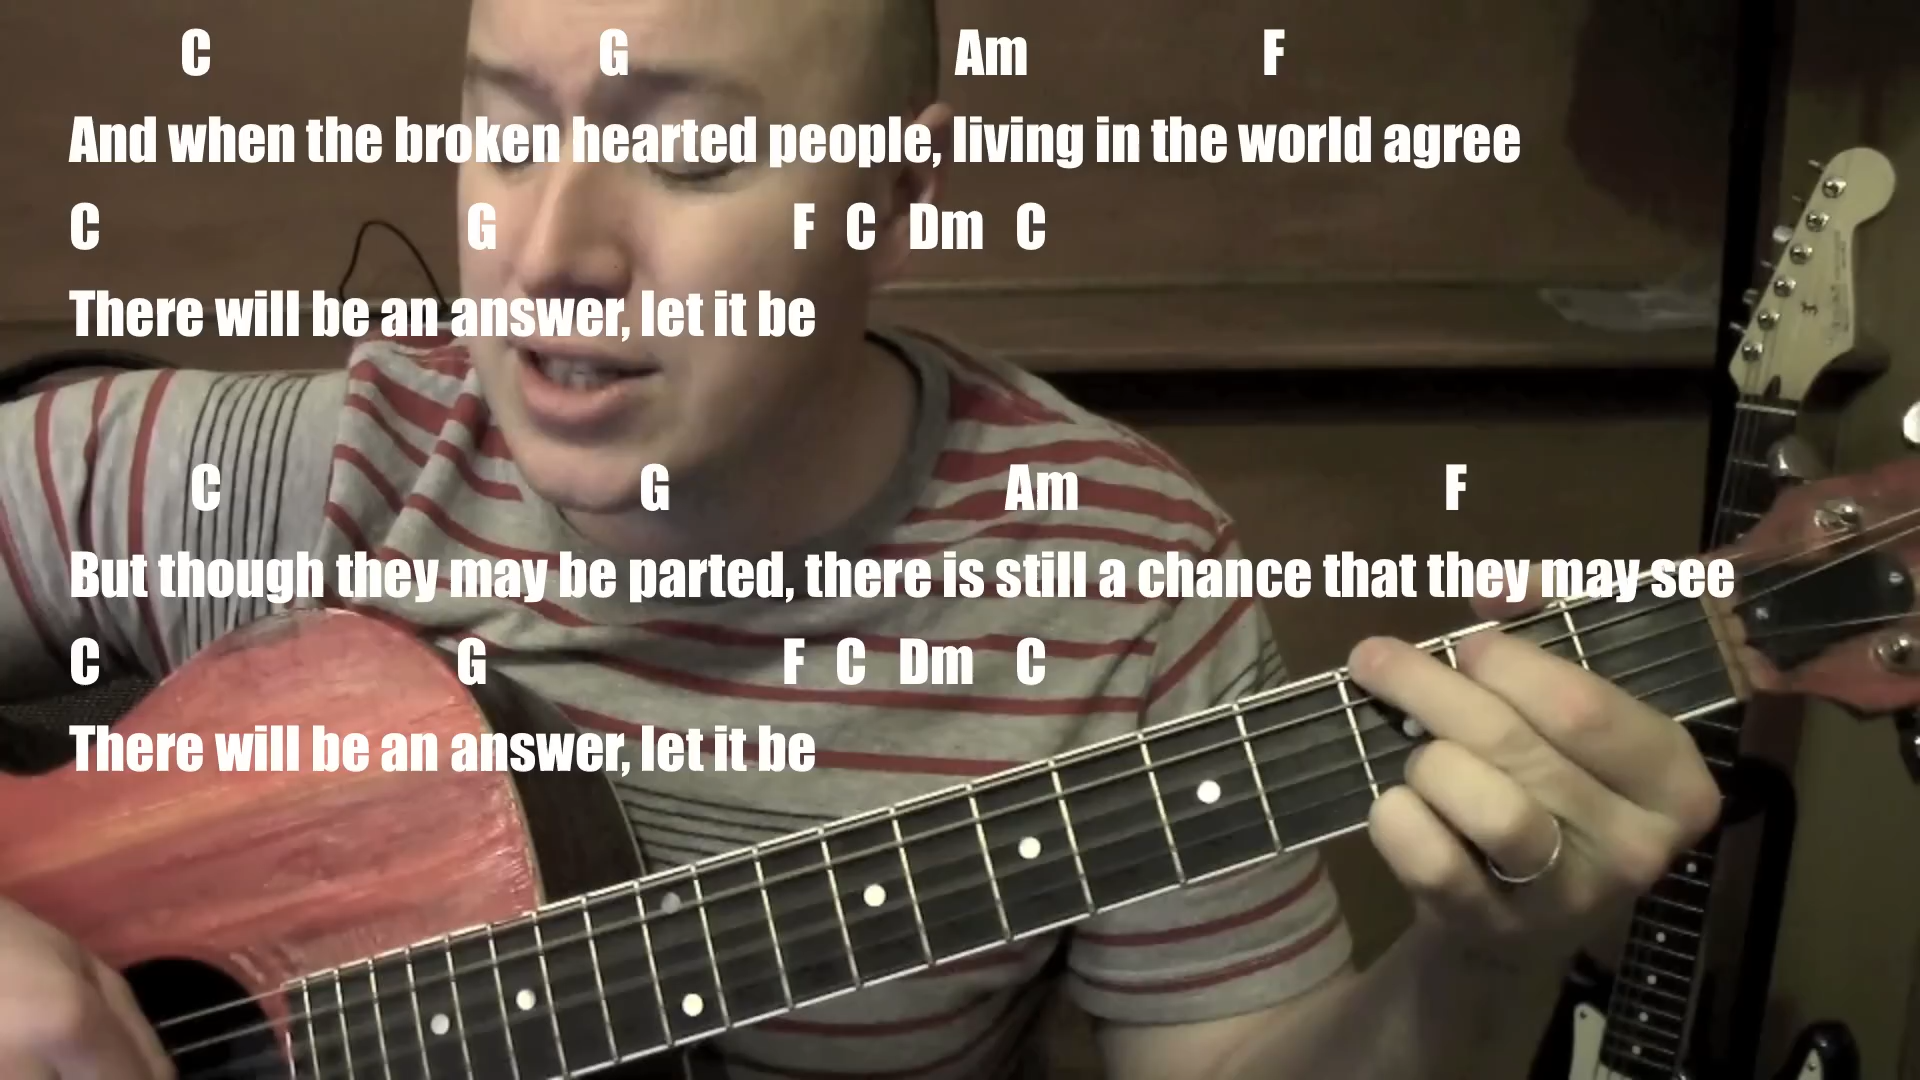 C G Am F
And when the broken hearted people, living in the world agree
C G F C Dm C
There will be an answer, let it be
C G Am F
But though they may be parted, there is still a chance that they may see
C G F C Dm C
There will be an answer, let it be